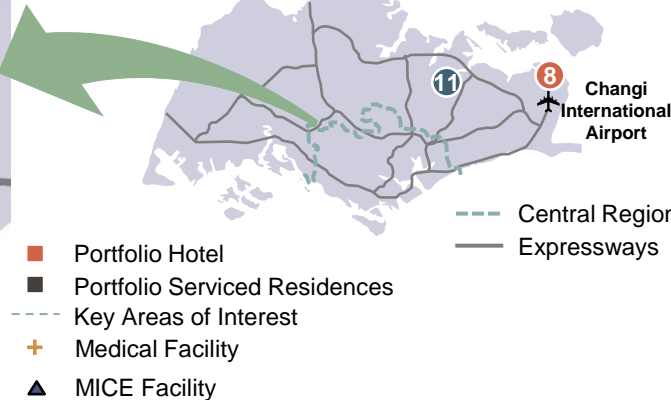 11
8
Changi
International
Airport
Central Region
Expressways
Portfolio Hotel
Portfolio Serviced Residences
Key Areas of Interest
Medical Facility
MICE Facility